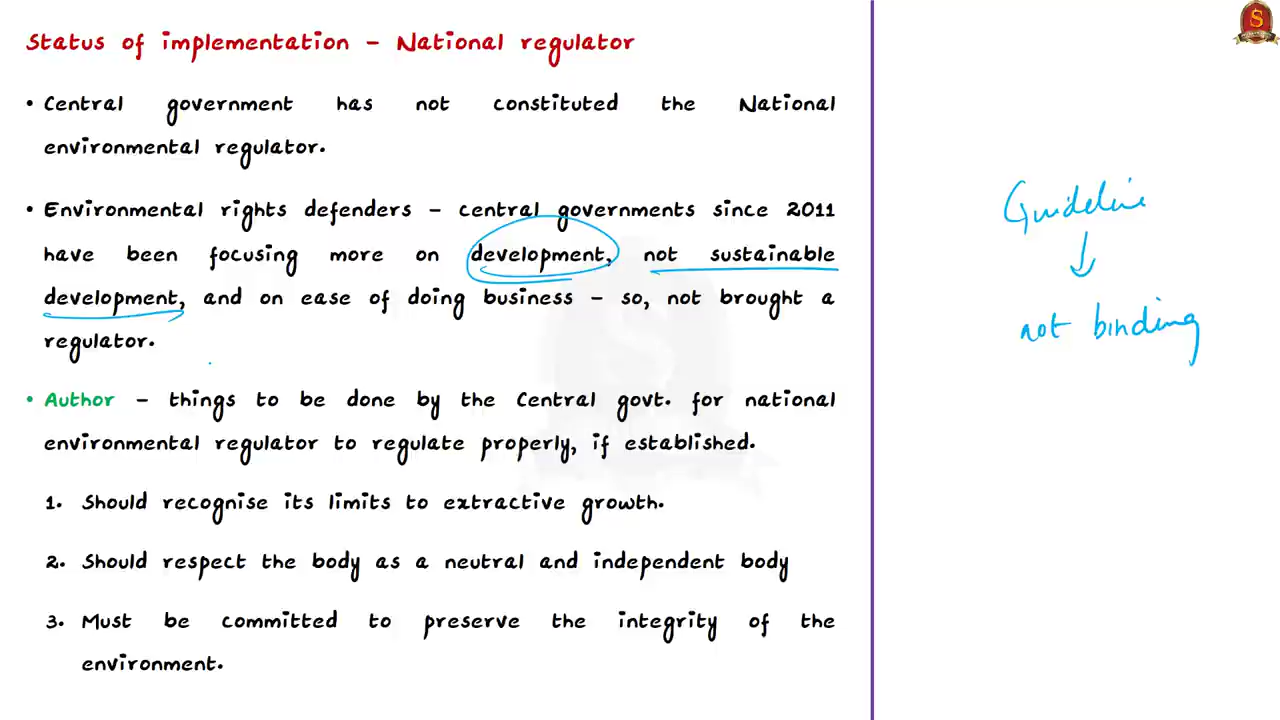 Status of implementation – National regulator
• Central government has not constituted the National
environmental regulator.
• Environmental rights defenders – central governments since 2011
have been focusing more on development, not sustainable
development, and on ease of doing business – so, not brought a
regulator.
• Author – things to be done by the Central govt. for national
environmental regulator to regulate properly, if established.
1. Should recognise its limits to extractive growth.
2. Should respect the body as a neutral and independent body
3. Must be committed to preserve the integrity of the
environment.
Guideline
↓
not binding
S